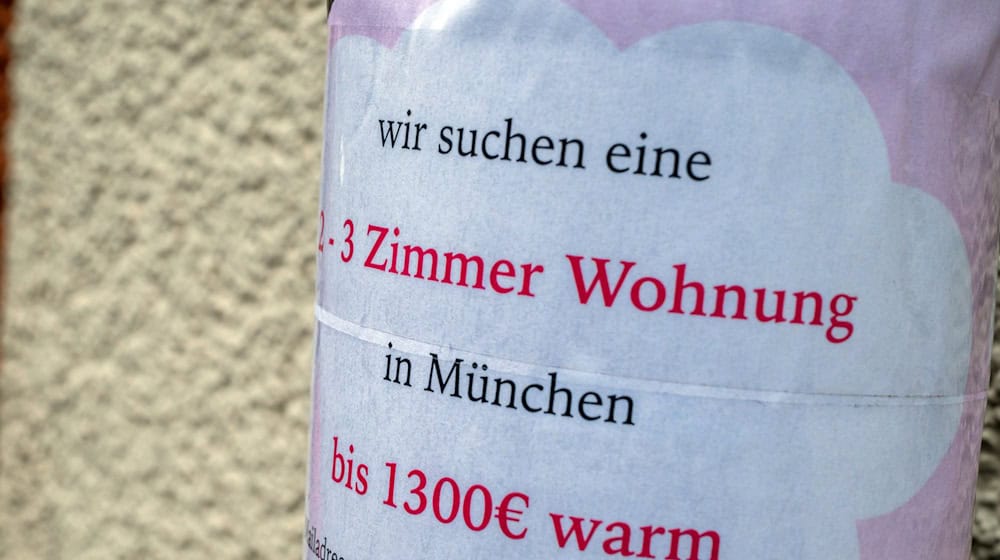 wir suchen eine
2-3 Zimmer Wohnung
in München
bis 1300€ warm